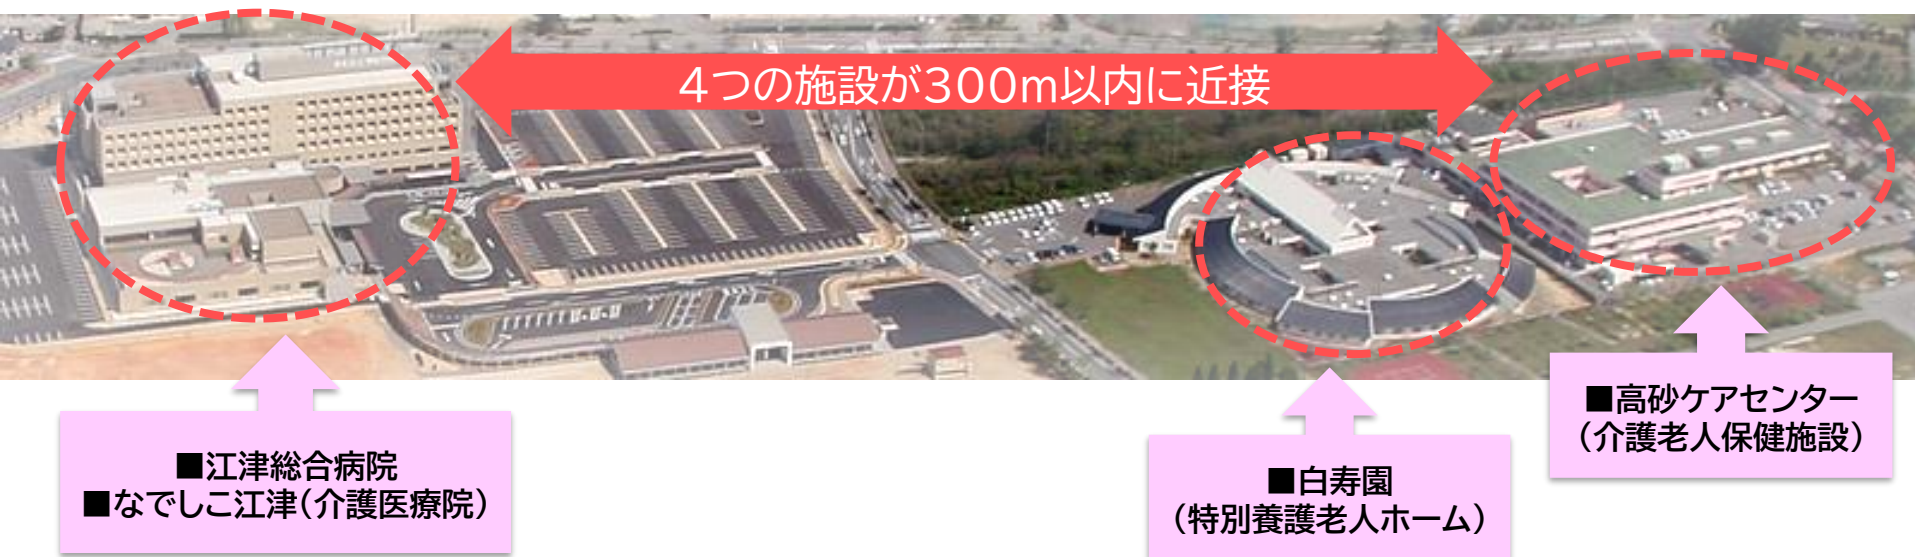 4つの施設が300m以内に近接
■高砂ケアセンター
（介護老人保健施設）
■江津総合病院
■なでしこ江津（介護医療院）
■白寿園
（特別養護老人ホーム）